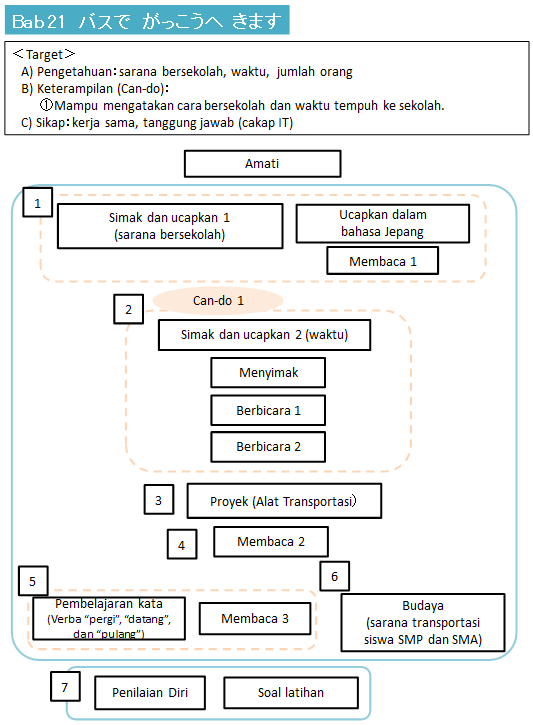 Bab 21 バスで がっこうへ きます
＜Target＞
A) Pengetahuan：sarana bersekolah, waktu, jumlah orang
B) Keterampilan (Can-do)：
①Mampu mengatakan cara bersekolah dan waktu tempuh ke sekolah.
C) Sikap：kerja sama, tanggung jawab (cakap IT)
Amati
1
Simak dan ucapkan 1
(sarana bersekolah)
Ucapkan dalam
bahasa Jepang
Membaca 1
Can-do 1
2
Simak dan ucapkan 2 (waktu)
Menyimak
Berbicara 1
Berbicara 2
3
Proyek (Alat Transportasi）
4
Membaca 2
5
Pembelajaran kata
(Verba “pergi”, “datang”,
dan “pulang”)
Membaca 3
6
Budaya
(sarana transportasi
siswa SMP dan SMA)
7
Penilaian Diri
Soal latihan